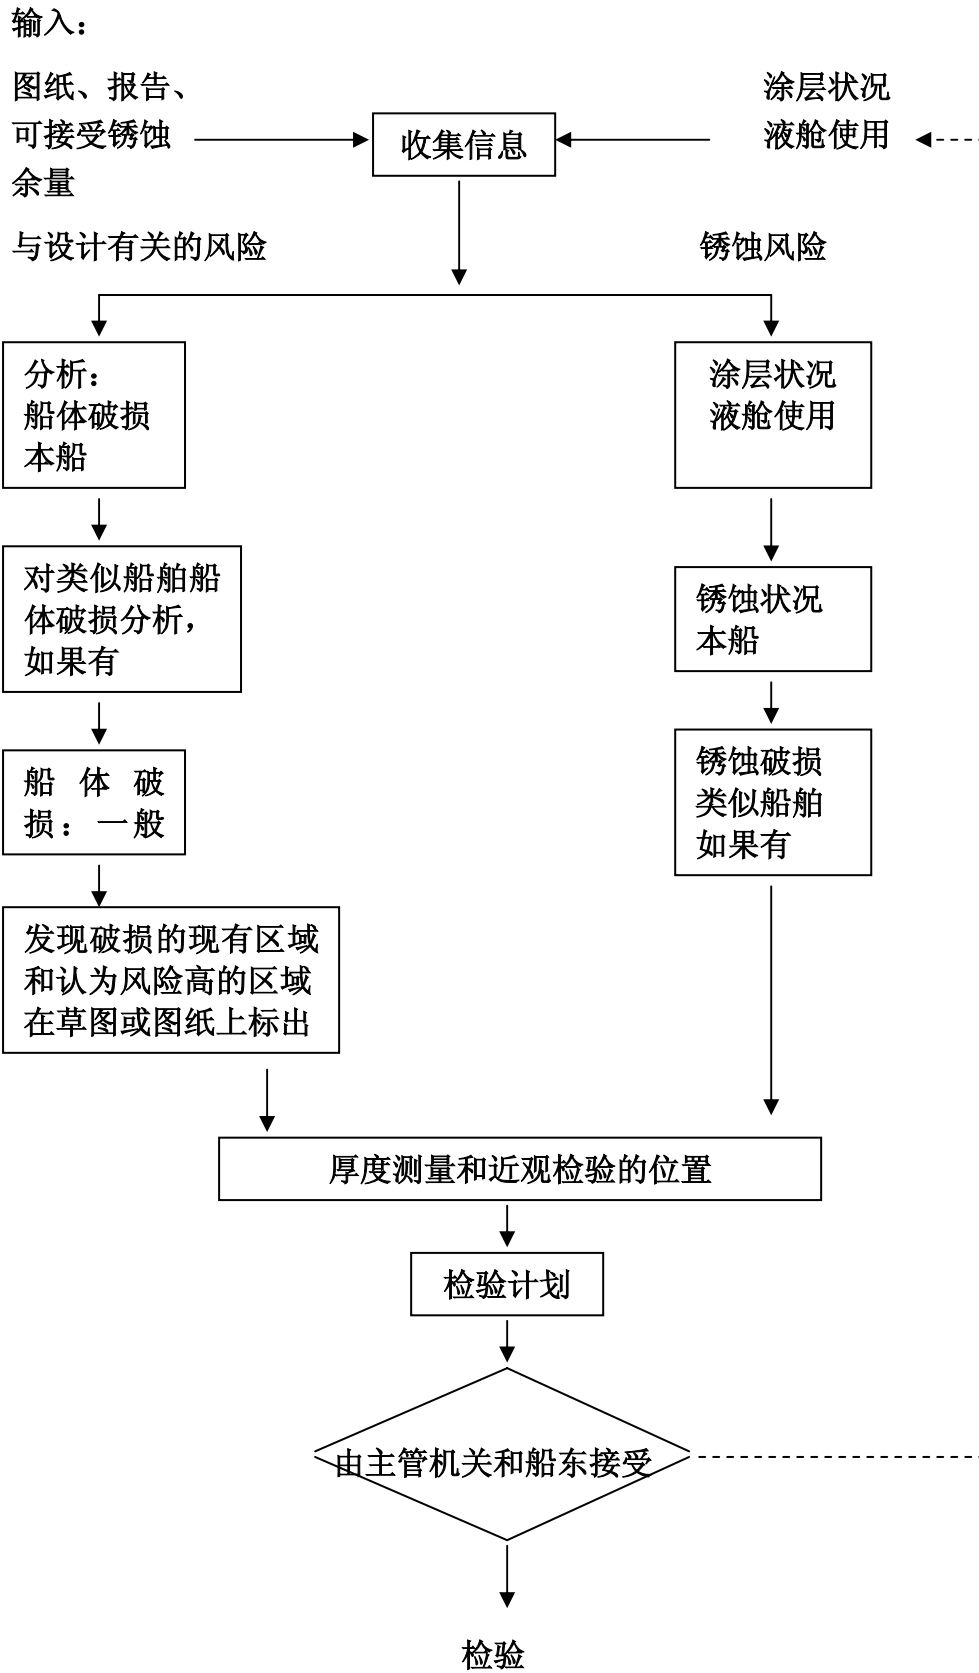 输入：
图纸、报告、
可接受锈蚀
余量
收集信息
涂层状况
液舱使用
与设计有关的风险
锈蚀风险
分析：
船体破损
本船
对类似船舶船
体破损分析，
如果有
船 体 破
损：一般
发现破损的现有区域
和认为风险高的区域
在草图或图纸上标出
涂层状况
液舱使用
锈蚀状况
本船
锈蚀破损
类似船舶
如果有
厚度测量和近观检验的位置
检验计划
由主管机关和船东接受
检验